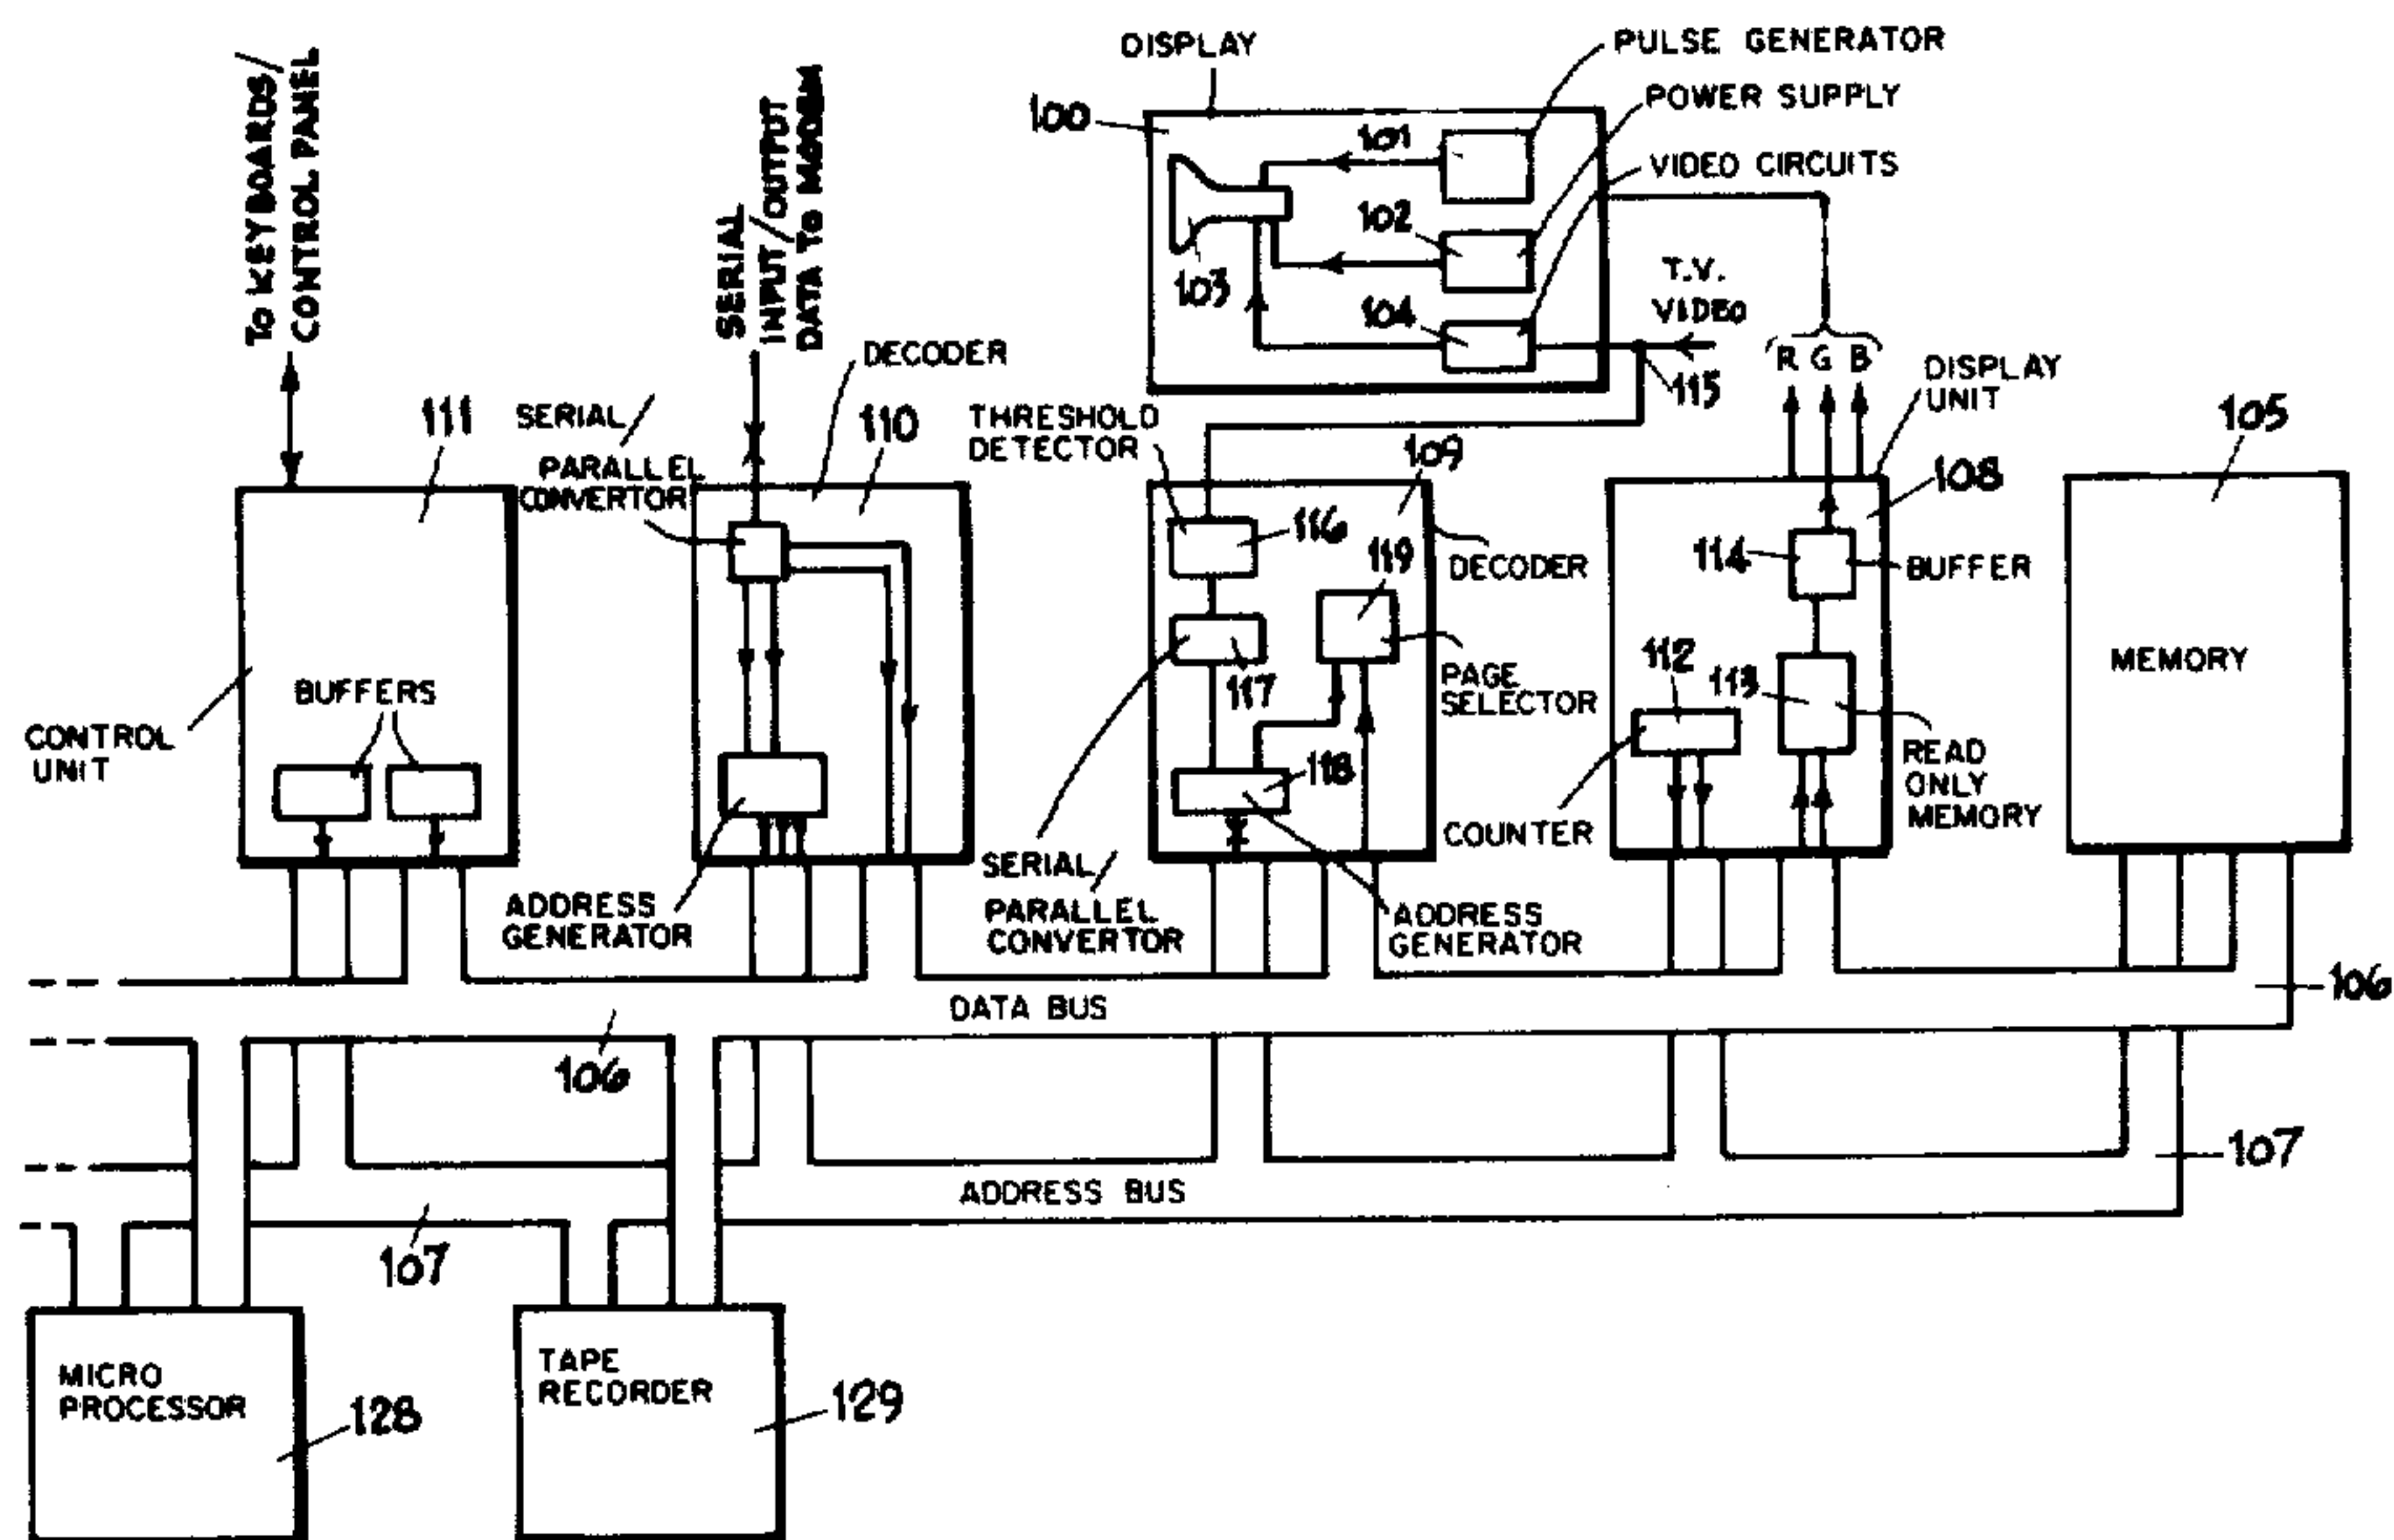 TO KEYBOARDS/
CONTROL PANEL
SERIAL
INPUT/OUTPUT
DATA TO MODEM
DISPLAY
PULSE GENERATOR
POWER SUPPLY
VIDEO CIRCUITS
100
101
102
103
104
T.V.
VIDEO
115
R G B
DISPLAY
UNIT
111
SERIAL/
PARALLEL
CONVERTOR
DECODER
110
THRESHOLD
DETECTOR
109
108
105
116
119
DECODER
114
BUFFER
117
PAGE
SELECTOR
112
113
MEMORY
BUFFERS
CONTROL
UNIT
118
COUNTER
READ
ONLY
MEMORY
ADDRESS
GENERATOR
SERIAL/
PARALLEL
CONVERTOR
ADDRESS
GENERATOR
DATA BUS
106
106
ADDRESS BUS
107
107
MICRO
PROCESSOR
128
TAPE
RECORDER
129